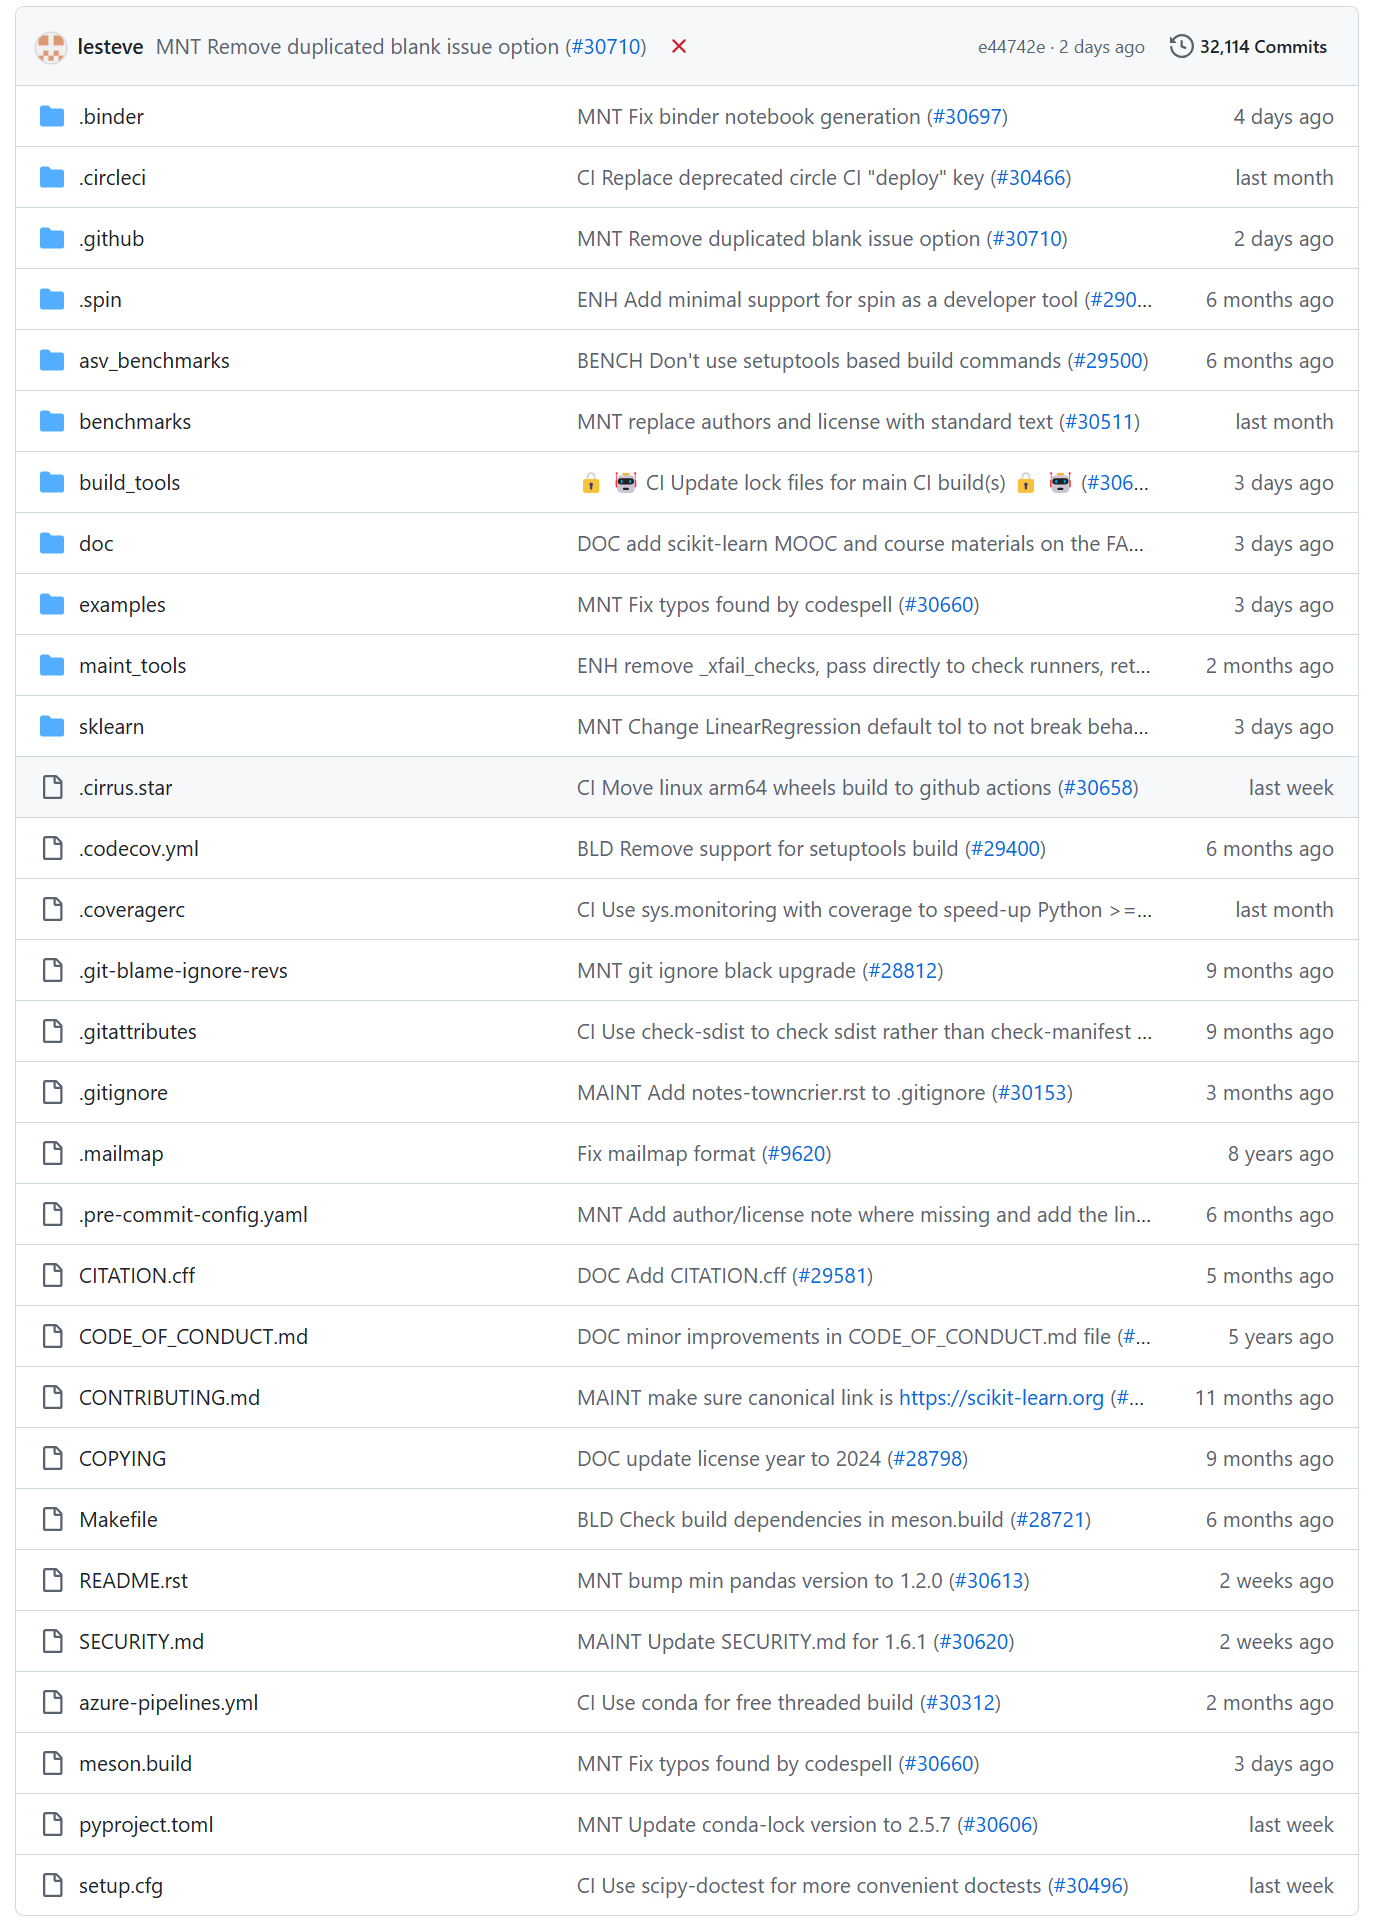 lesteve MNT Remove duplicated blank issue option (#30710) e44742e · 2 days ago 32,114 Commits
.binder MNT Fix binder notebook generation (#30697) 4 days ago
.circleci CI Replace deprecated circle CI "deploy" key (#30466) last month
.github MNT Remove duplicated blank issue option (#30710) 2 days ago
.spin ENH Add minimal support for spin as a developer tool (#290... 6 months ago
asv_benchmarks BENCH Don't use setuptools based build commands (#29500) 6 months ago
benchmarks MNT replace authors and license with standard text (#30511) last month
build_tools 🔒 🤖 CI Update lock files for main CI build(s) 🔒 🤖 (#306... 3 days ago
doc DOC add scikit-learn MOOC and course materials on the FA... 3 days ago
examples MNT Fix typos found by codespell (#30660) 3 days ago
maint_tools ENH remove _xfail_checks, pass directly to check runners, ret... 2 months ago
sklearn MNT Change LinearRegression default tol to not break beha... 3 days ago
.cirrus.star CI Move linux arm64 wheels build to github actions (#30658) last week
.codecov.yml BLD Remove support for setuptools build (#29400) 6 months ago
.coveragerc CI Use sys.monitoring with coverage to speed-up Python >=... last month
.git-blame-ignore-revs MNT git ignore black upgrade (#28812) 9 months ago
.gitattributes CI Use check-sdist to check sdist rather than check-manifest ... 9 months ago
.gitignore MAINT Add notes-towncrier.rst to .gitignore (#30153) 3 months ago
.mailmap Fix mailmap format (#9620) 8 years ago
.pre-commit-config.yaml MNT Add author/license note where missing and add the lin... 6 months ago
CITATION.cff DOC Add CITATION.cff (#29581) 5 months ago
CODE_OF_CONDUCT.md DOC minor improvements in CODE_OF_CONDUCT.md file (#... 5 years ago
CONTRIBUTING.md MAINT make sure canonical link is https://scikit-learn.org (#... 11 months ago
COPYING DOC update license year to 2024 (#28798) 9 months ago
Makefile BLD Check build dependencies in meson.build (#28721) 6 months ago
README.rst MNT bump min pandas version to 1.2.0 (#30613) 2 weeks ago
SECURITY.md MAINT Update SECURITY.md for 1.6.1 (#30620) 2 weeks ago
azure-pipelines.yml CI Use conda for free threaded build (#30312) 2 months ago
meson.build MNT Fix typos found by codespell (#30660) 3 days ago
pyproject.toml MNT Update conda-lock version to 2.5.7 (#30606) last week
setup.cfg CI Use scipy-doctest for more convenient doctests (#30496) last week